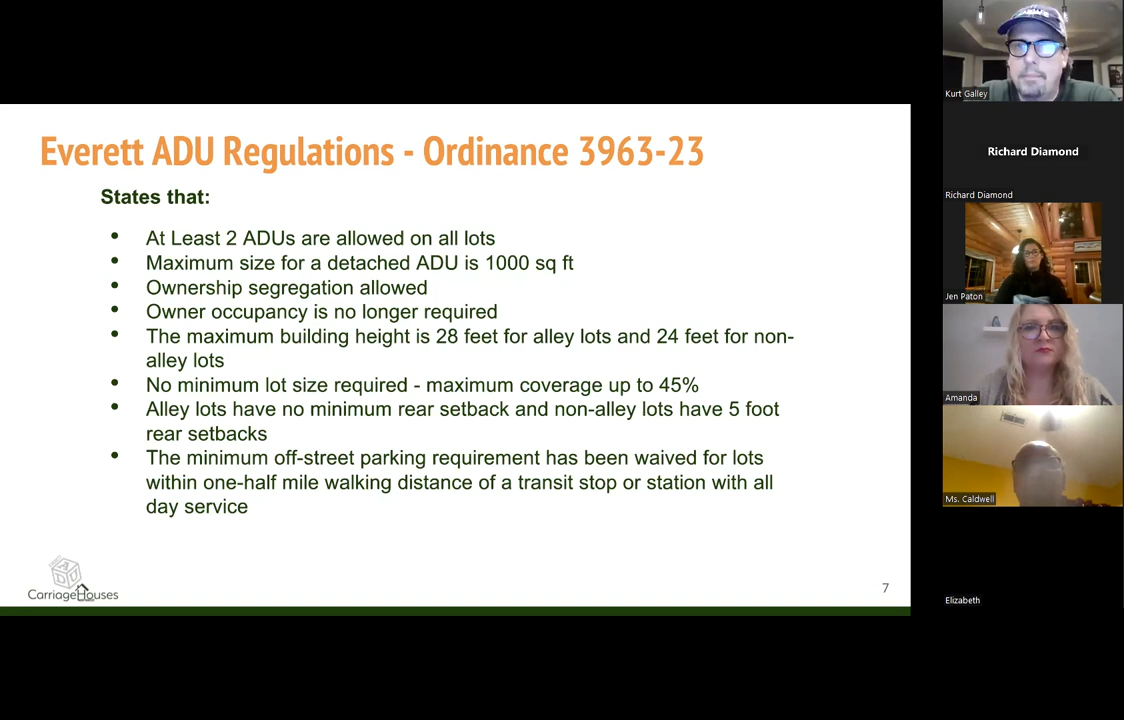 Everett ADU Regulations - Ordinance 3963-23
States that:
• At Least 2 ADUs are allowed on all lots
• Maximum size for a detached ADU is 1000 sq ft
• Ownership segregation allowed
• Owner occupancy is no longer required
• The maximum building height is 28 feet for alley lots and 24 feet for non-
alley lots
• No minimum lot size required - maximum coverage up to 45%
• Alley lots have no minimum rear setback and non-alley lots have 5 foot
rear setbacks
• The minimum off-street parking requirement has been waived for lots
within one-half mile walking distance of a transit stop or station with all
day service
ADU
CarriageHouses
7
Kurt Galley
Richard Diamond
Richard Diamond
Jen Paton
Amanda
Ms. Caldwell
Elizabeth